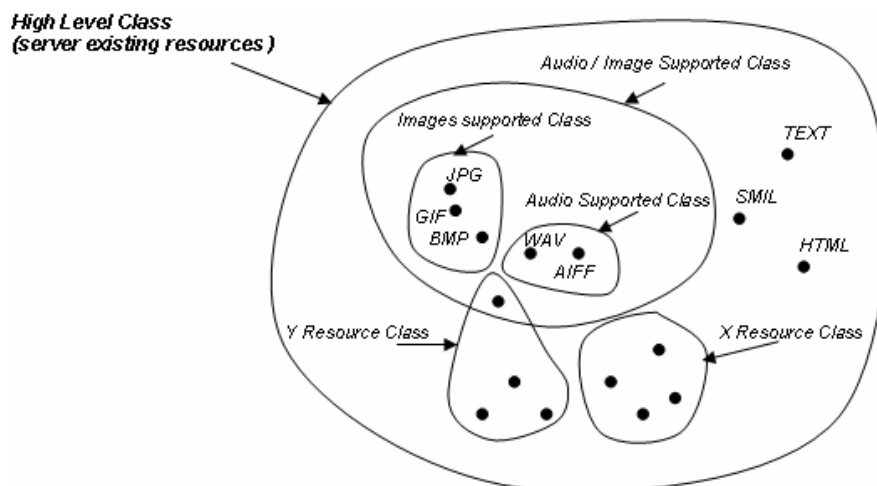 High Level Class
(server existing resources )
Audio / Image Supported Class
Images supported Class
TEXT
JPG
Audio Supported Class
SMIL
GIF
BMP
WAV
HTML
AIFF
Y Resource Class
X Resource Class